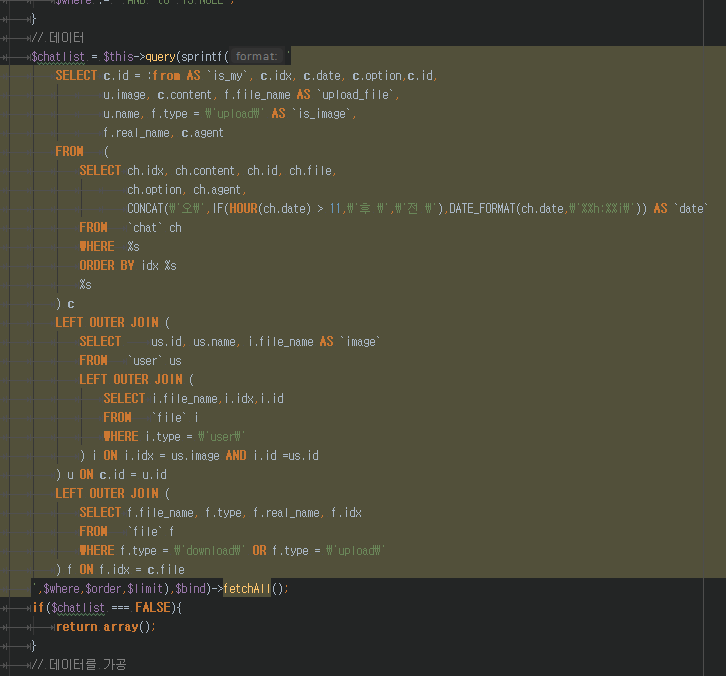 $where .= ' AND `to` IS NULL';
}
// 데이터
$chatlist = $this->query(sprintf( format: '
SELECT c.id = :from AS `is_my`, c.idx, c.date, c.option,c.id,
u.image, c.content, f.file_name AS `upload_file`,
u.name, f.type = ₩'upload₩' AS `is_image`,
f.real_name, c.agent
FROM (
SELECT ch.idx, ch.content, ch.id, ch.file,
ch.option, ch.agent,
CONCAT(₩'오₩',IF(HOUR(ch.date) > 11,₩'후 ₩',₩'전 ₩'),DATE_FORMAT(ch.date,₩'%%h:%%i₩')) AS `date`
FROM `chat` ch
WHERE %s
ORDER BY idx %s
%s
) c
LEFT OUTER JOIN (
SELECT us.id, us.name, i.file_name AS `image`
FROM `user` us
LEFT OUTER JOIN (
SELECT i.file_name,i.idx,i.id
FROM `file` i
WHERE i.type = ₩'user₩'
) i ON i.idx = us.image AND i.id =us.id
) u ON c.id = u.id
LEFT OUTER JOIN (
SELECT f.file_name, f.type, f.real_name, f.idx
FROM `file` f
WHERE f.type = ₩'download₩' OR f.type = ₩'upload₩'
) f ON f.idx = c.file
',$where,$order,$limit),$bind)->fetchAll();
if($chatlist === FALSE){
return array();
}
// 데이터를 가공